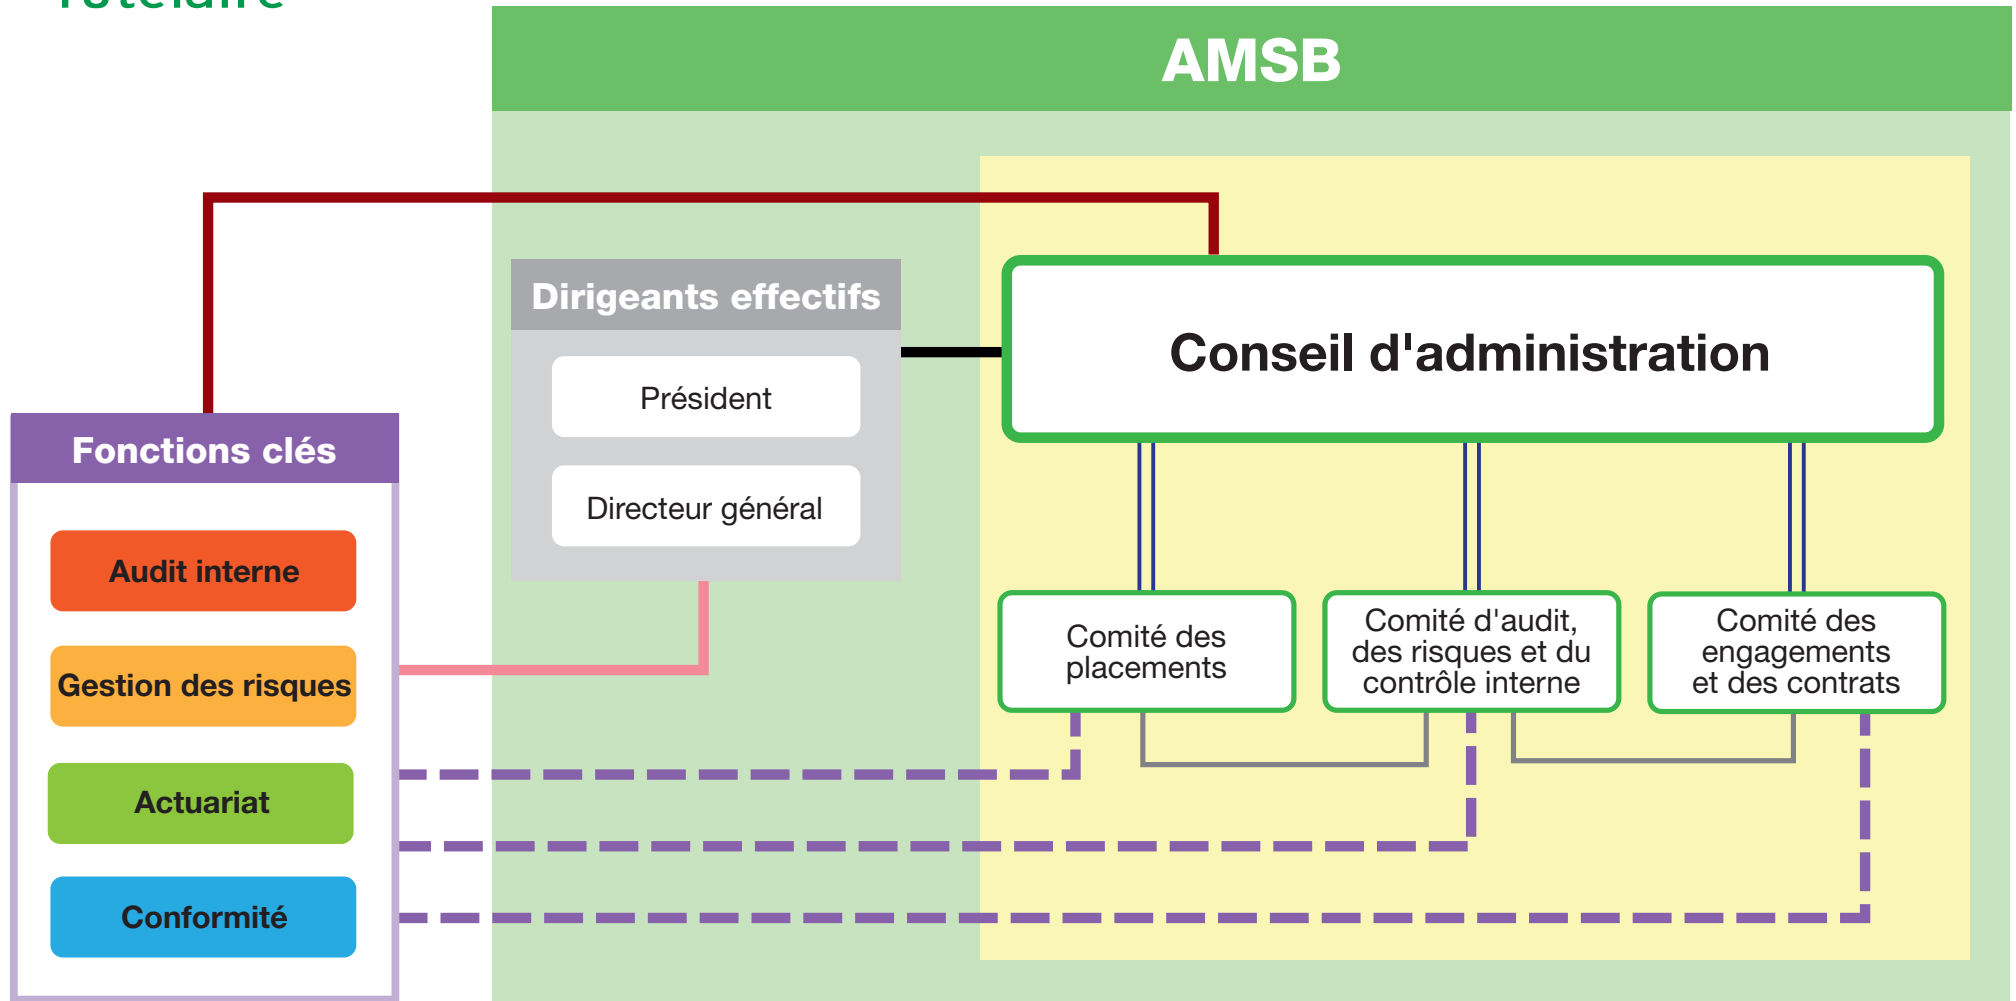 Tutélaire
AMSB
Dirigeants effectifs
Président
Directeur général
Conseil d'administration
Fonctions clés
Audit interne
Gestion des risques
Actuariat
Conformité
Comité des
placements
Comité d'audit,
des risques et du
contrôle interne
Comité des
engagements
et des contrats